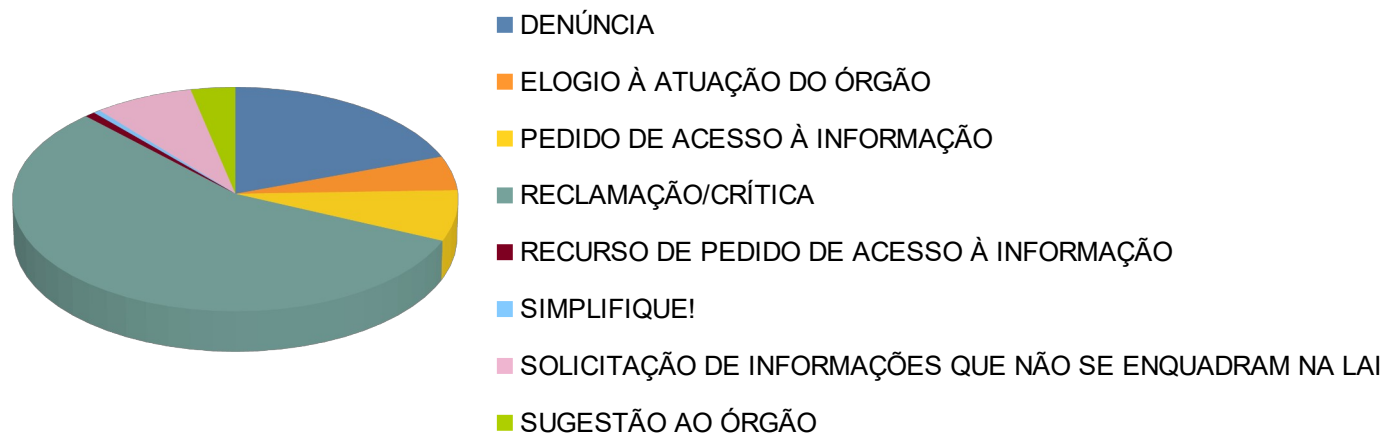 DENÚNCIA
ELOGIO À ATUAÇÃO DO ÓRGÃO
PEDIDO DE ACESSO À INFORMAÇÃO
RECLAMAÇÃO/CRÍTICA
RECURSO DE PEDIDO DE ACESSO À INFORMAÇÃO
SIMPLIFIQUE!
SOLICITAÇÃO DE INFORMAÇÕES QUE NÃO SE ENQUADRAM NA LAI
SUGESTÃO AO ÓRGÃO